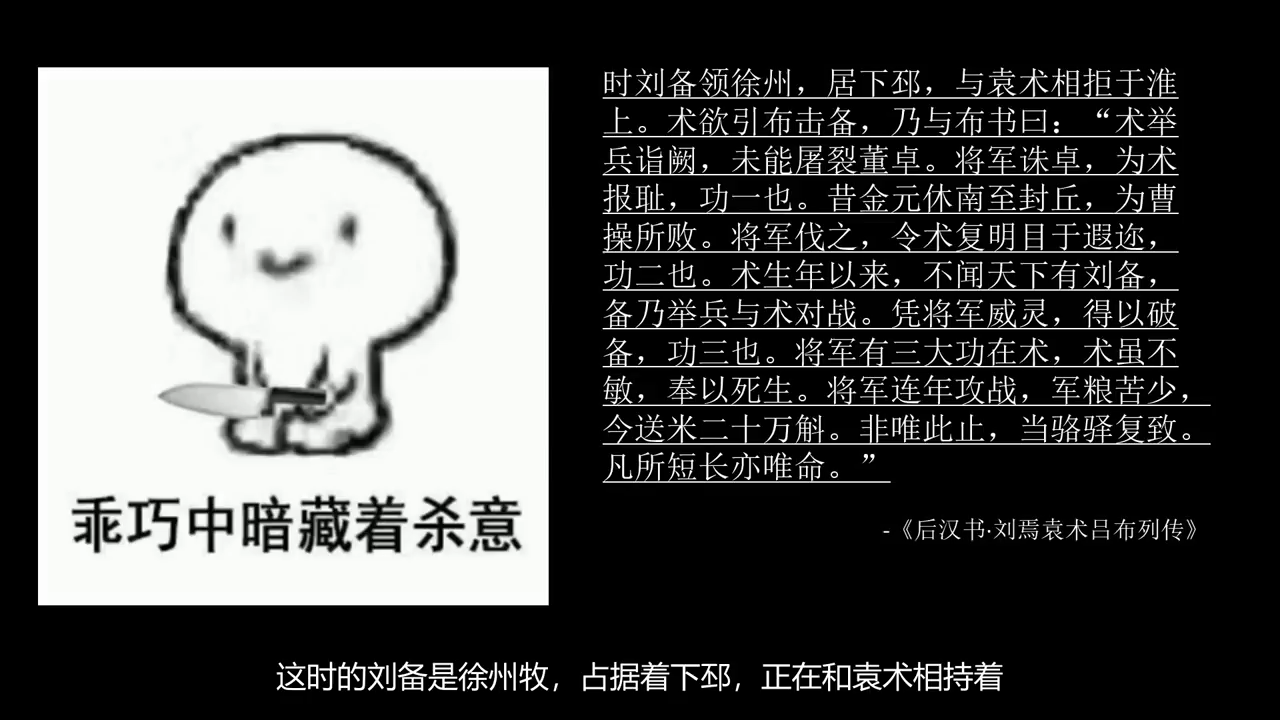 乖巧中暗藏着杀意
时刘备领徐州，居下邳，与袁术相拒于淮
上。术欲引布击备，乃与布书曰：“术举
兵诣阙，未能屠裂董卓。将军诛卓，为术
报耻，功一也。昔金元休南至封丘，为曹
操所败。将军伐之，令术复明目于遐迩，
功二也。术生年以来，不闻天下有刘备，
备乃举兵与术对战。凭将军威灵，得以破
备，功三也。将军有三大功在术，术虽不
敏，奉以死生。将军连年攻战，军粮苦少，
今送米二十万斛。非唯此止，当骆驿复致。
凡所短长亦唯命。”
-《后汉书·刘焉袁术吕布列传》
这时的刘备是徐州牧，占据着下邳，正在和袁术相持着